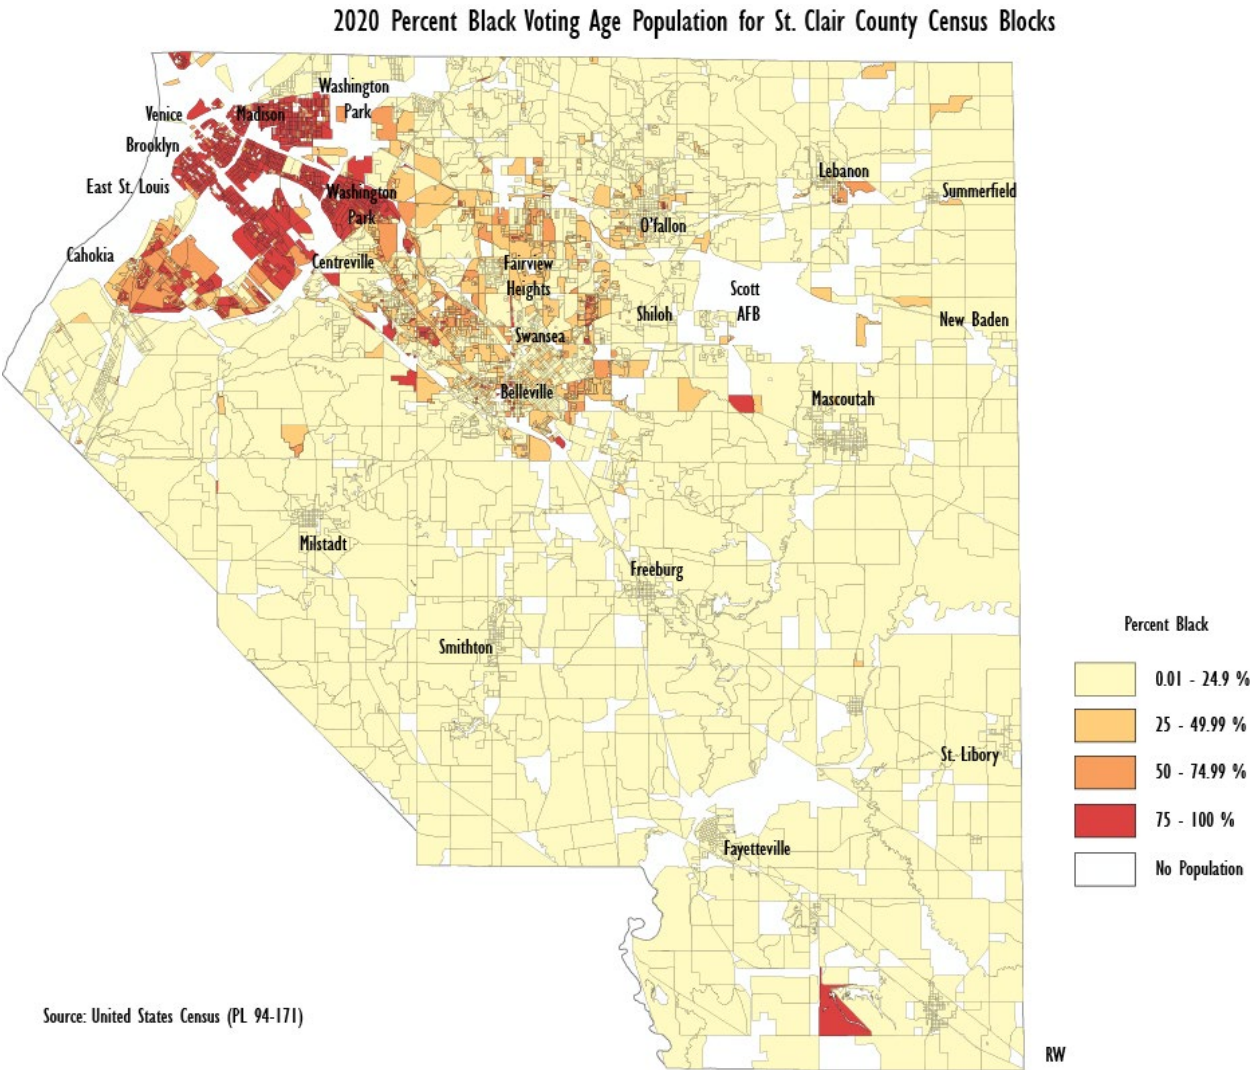 2020 Percent Black Voting Age Population for St. Clair County Census Blocks
Washington
Park
Venice
Madison
Brooklyn
East St. Louis
Washington
Park
Lebanon
Summerfield
O'fallon
Cahokia
Centreville
Fairview
Heights
Scott
AFB
Shiloh
New Baden
Swansea
Belleville
Mascoutah
Milstadt
Freeburg
Smithton
St. Libory
Fayetteville
Percent Black
0.01 - 24.9 %
25 - 49.99 %
50 - 74.99 %
75 - 100 %
No Population
Source: United States Census (PL 94-171)
RW